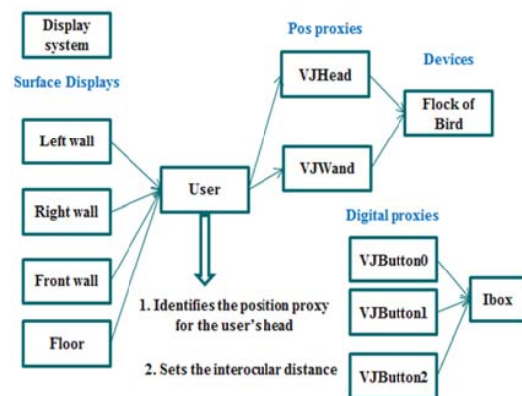 Display
system
Surface Displays
Left wall
Right wall
Front wall
Floor
User
1. Identifies the position proxy
for the user's head
2. Sets the interocular distance
Pos proxies
VJHead
VJWand
Devices
Flock of
Bird
Digital proxies
VJButton0
VJButton1
VJButton2
Ibox